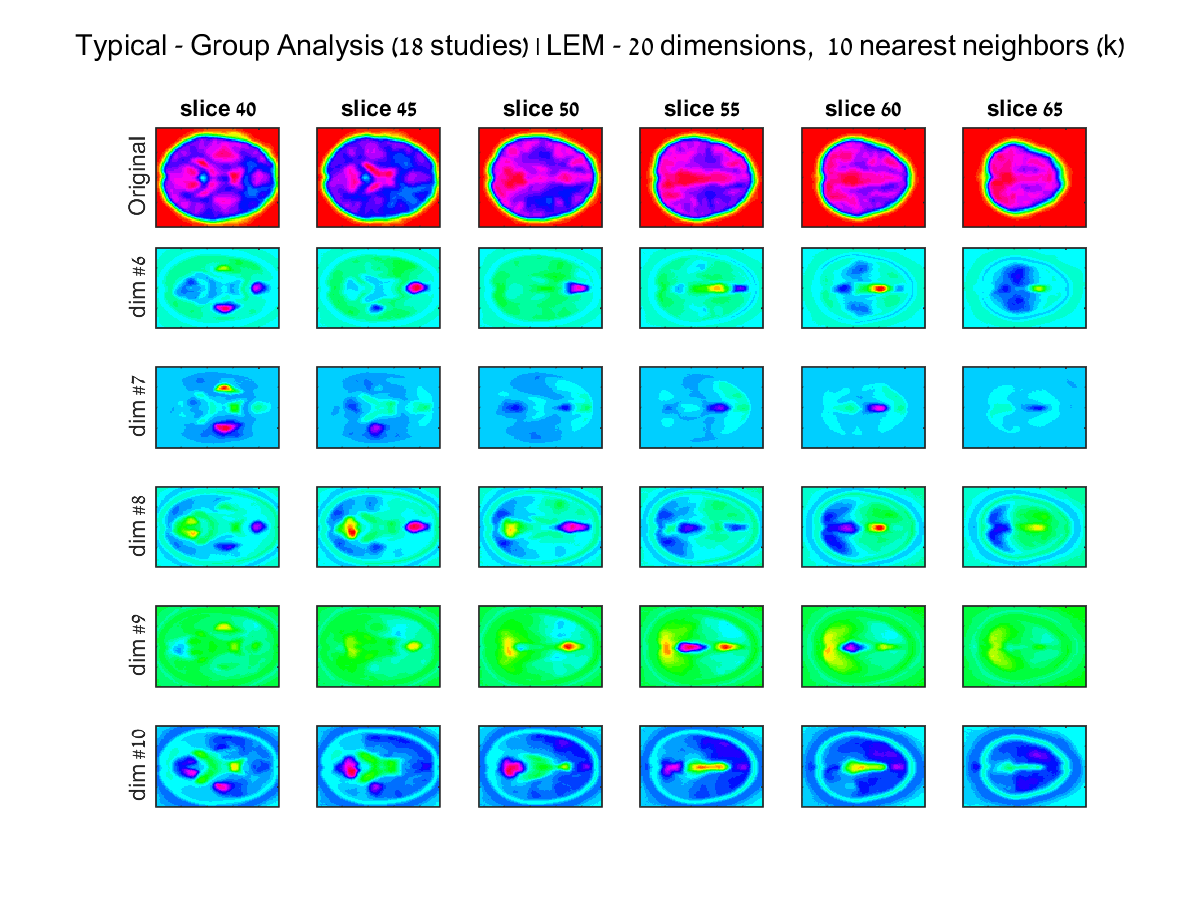 Typical - Group Analysis (18 studies) | LEM - 20 dimensions, 10 nearest neighbors (k)
slice 40 slice 45 slice 50 slice 55 slice 60 slice 65
Original
dim #6
dim #7
dim #8
dim #9
dim #10